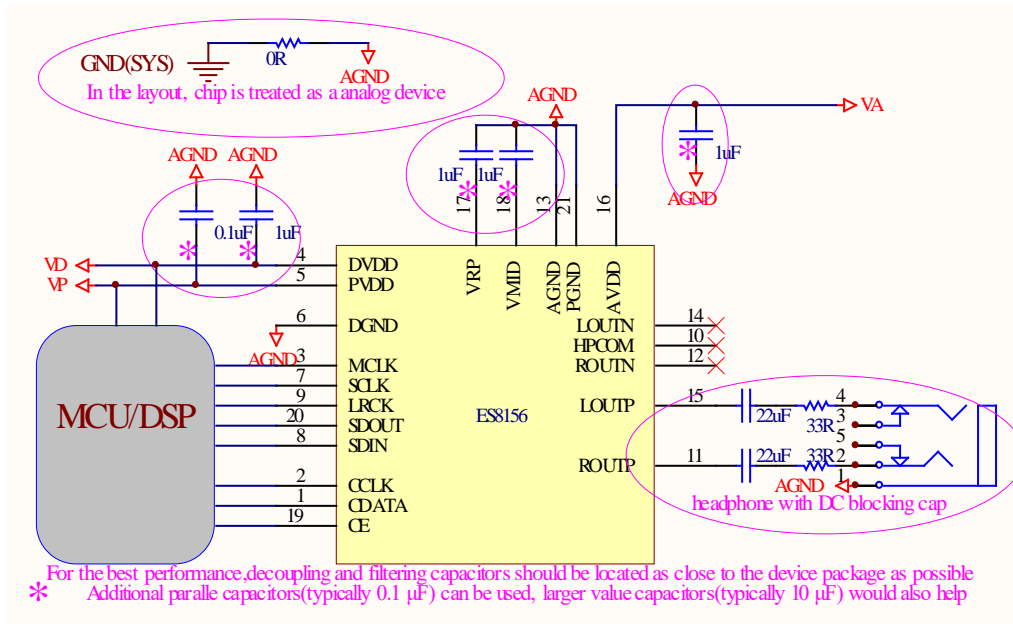 GND(SYS)
0R
AGND
In the layout, chip is treated as a analog device
AGND
VA
1uF
AGND
1uF
1uF
17
18
13
21
16
AGND
AGND
0.1uF
1uF
VD
VP
4
5
6
AGND
3
7
9
20
8
2
1
19
DVDD
PVDD
DGND
MCLK
SCLK
LRCK
SDOUT
SDIN
CCLK
CDATA
CE
VRP
VMID
AGND
PGND
AVDD
MCU/DSP
ES8156
LOUTN
HPCOM
ROUTN
LOUTP
ROUTP
14
10
12
15
11
22uF
33R
22uF
33R
4
3
5
2
1
AGND
headphone with DC blocking cap
For the best performance,decoupling and filtering capacitors should be located as close to the device package as possible
* Additional paralle capacitors(typically 0.1 μF) can be used, larger value capacitors(typically 10 μF) would also help